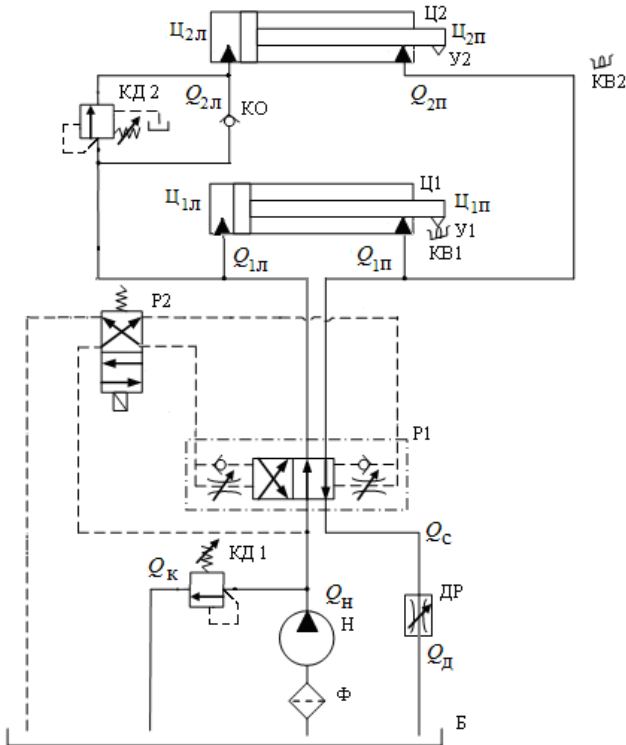 Ц2
Ц2л
Ц2п
У2
КВ2
Q2л
Q2п
КД 2
КО
Ц1
Ц1л
Ц1п
У1
КВ1
Q1л
Q1п
Р2
Р1
Qс
КД 1
Qк
Qн
Н
ДР
Qд
Ф
Б